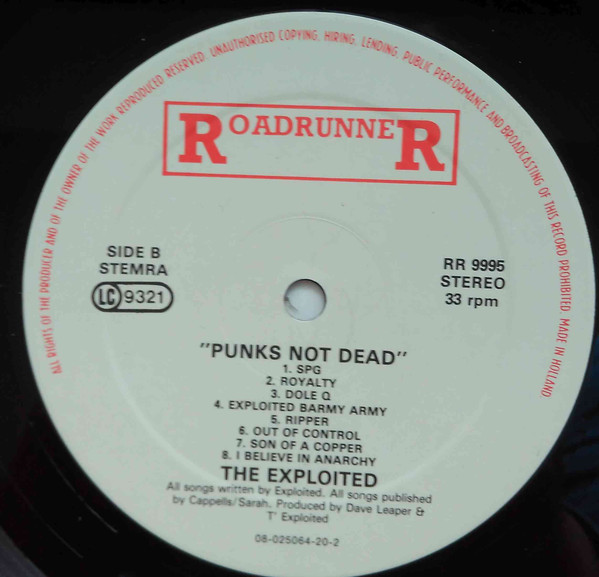 ALL RIGHTS OF THE PRODUCER AND OF THE OWNER OF THE WORK REPRODUCED RESERVED. UNAUTHORISED COPYING, HIRING, LENDING, PUBLIC PERFORMANCE AND BROADCASTING OF THIS RECORD PROHIBITED. MADE IN HOLLAND
ROADRUNNER
SIDE B
STEMRA
LC 9321
RR 9995
STEREO
33 rpm
"PUNKS NOT DEAD"
1. SPG
2. ROYALTY
3. DOLE Q
4. EXPLOITED BARMY ARMY
5. RIPPER
6. OUT OF CONTROL
7. SON OF A COPPER
8. I BELIEVE IN ANARCHY
THE EXPLOITED
All songs written by Exploited. All songs published
by Cappells/Sarah. Produced by Dave Leaper &
T' Exploited
08-025064-20-2